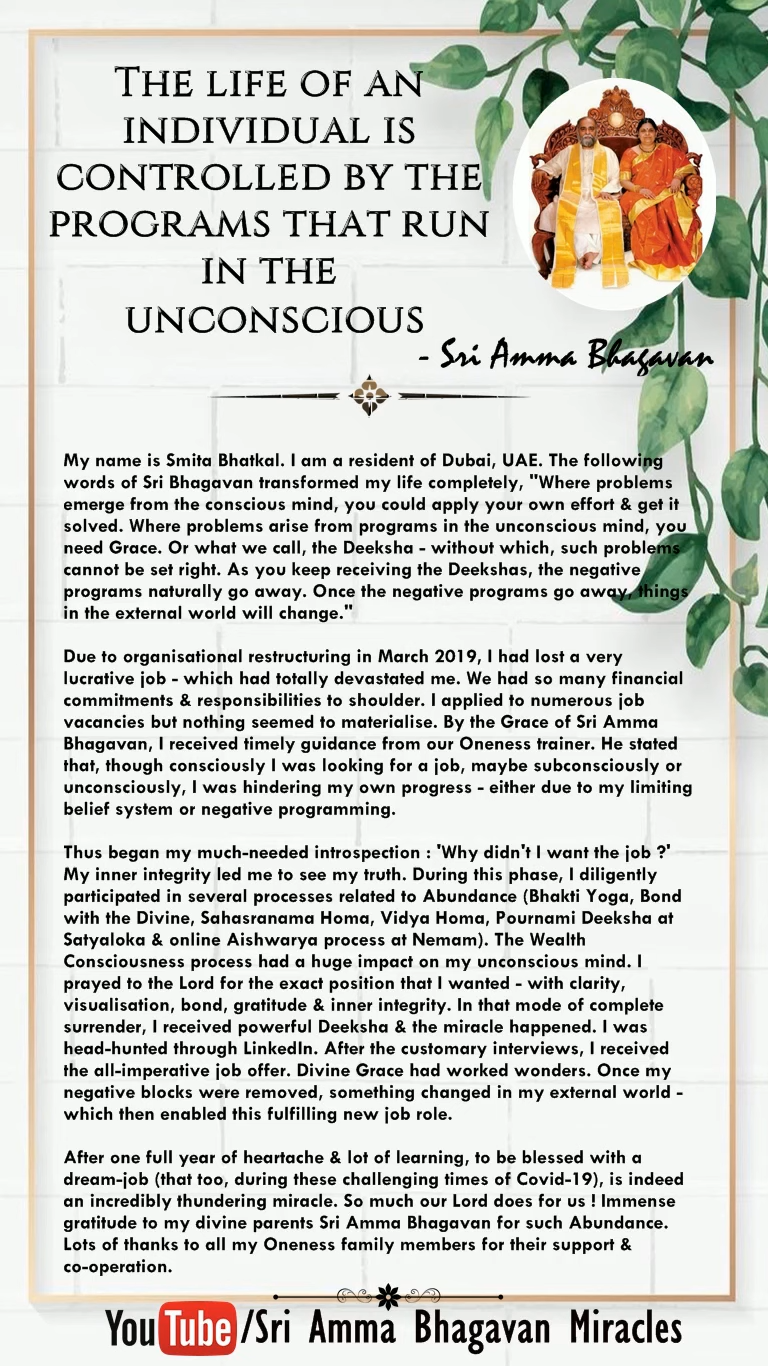 THE LIFE OF AN
INDIVIDUAL IS
CONTROLLED BY THE
PROGRAMS THAT RUN
IN THE
UNCONSCIOUS
- Sri Amma Bhagavan
My name is Smita Bhatkal. I am a resident of Dubai, UAE. The following
words of Sri Bhagavan transformed my life completely, "Where problems
emerge from the conscious mind, you could apply your own effort & get it
solved. Where problems arise from programs in the unconscious mind, you
need Grace. Or what we call, the Deeksha - without which, such problems
cannot be set right. As you keep receiving the Deekshas, the negative
programs naturally go away. Once the negative programs go away, things
in the external world will change."
Due to organisational restructuring in March 2019, I had lost a very
lucrative job - which had totally devastated me. We had so many financial
commitments & responsibilities to shoulder. I applied to numerous job
vacancies but nothing seemed to materialise. By the Grace of Sri Amma
Bhagavan, I received timely guidance from our Oneness trainer. He stated
that, though consciously I was looking for a job, maybe subconsciously or
unconsciously, I was hindering my own progress - either due to my limiting
belief system or negative programming.
Thus began my much-needed introspection : 'Why didn't I want the job ?'
My inner integrity led me to see my truth. During this phase, I diligently
participated in several processes related to Abundance (Bhakti Yoga, Bond
with the Divine, Sahasranama Homa, Vidya Homa, Pournami Deeksha at
Satyaloka & online Aishwarya process at Nemam). The Wealth
Consciousness process had a huge impact on my unconscious mind. I
prayed to the Lord for the exact position that I wanted - with clarity,
visualisation, bond, gratitude & inner integrity. In that mode of complete
surrender, I received powerful Deeksha & the miracle happened. I was
head-hunted through LinkedIn. After the customary interviews, I received
the all-imperative job offer. Divine Grace had worked wonders. Once my
negative blocks were removed, something changed in my external world -
which then enabled this fulfilling new job role.
After one full year of heartache & lot of learning, to be blessed with a
dream-job (that too, during these challenging times of Covid-19), is indeed
an incredibly thundering miracle. So much our Lord does for us ! Immense
gratitude to my divine parents Sri Amma Bhagavan for such Abundance.
Lots of thanks to all my Oneness family members for their support &
co-operation.
YouTube/Sri Amma Bhagavan Miracles